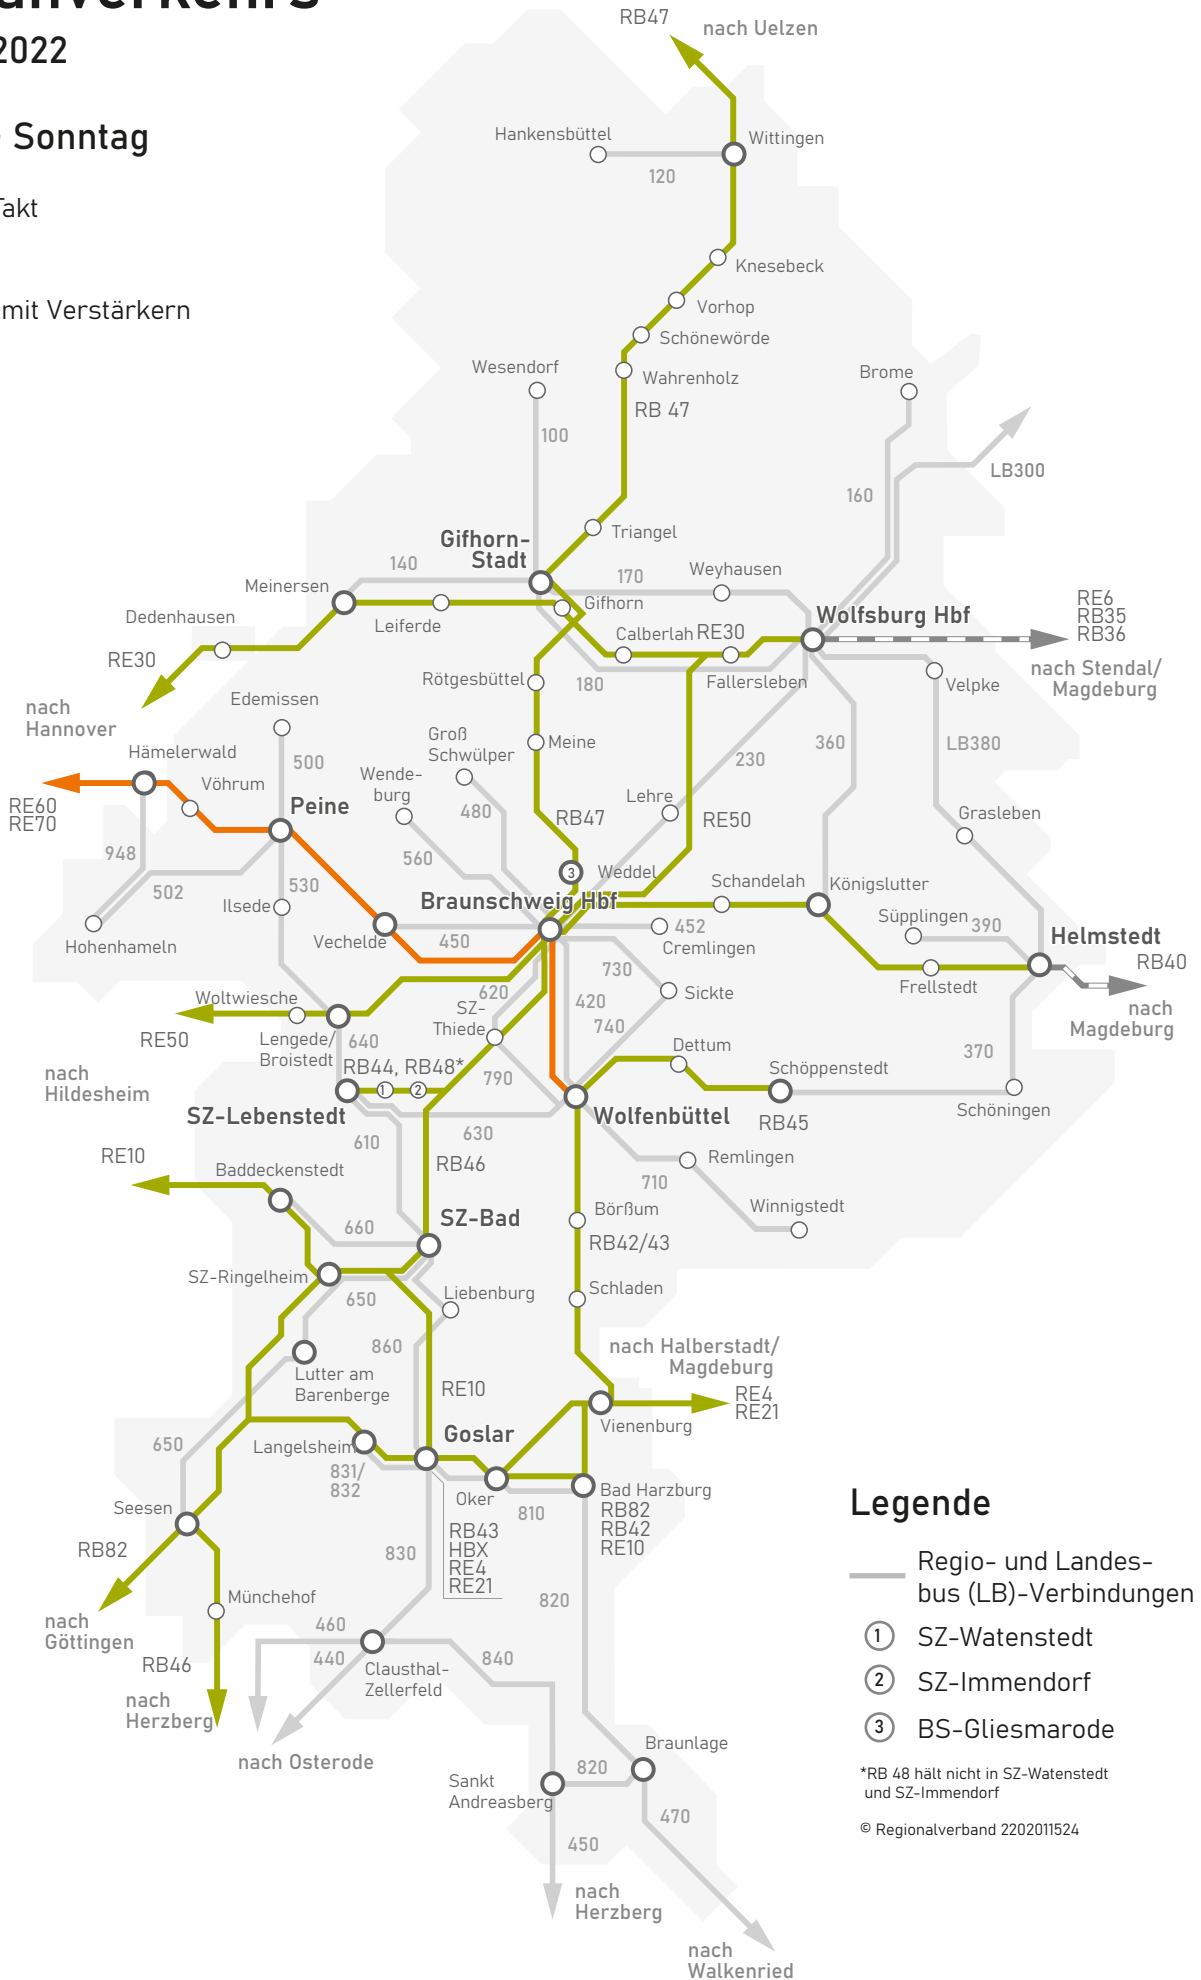 2022
Sonntag
Takt
mit Verstärkern
RB47
nach Uelzen
Hankensbüttel
Wittingen
120
Knesebeck
Vorhop
Schönewörde
Wahrenholz
RB 47
Wesendorf
Brome
100
LB300
160
Triangel
Gifhorn-
Stadt
140
170
Weyhausen
Meinersen
Gifhorn
Leiferde
Dedenhausen
Calberlah
RE30
Wolfsburg Hbf
RE6
RB35
RB36
nach Stendal/
Magdeburg
RE30
nach
Hannover
Rötgesbüttel
180
Fallersleben
Velpke
Edemissen
Meine
Groß
Schwülper
230
360
LB380
Hämelerwald
Vöhrum
500
Wende-
burg
480
Lehre
RE60
RE70
Peine
RB47
RE50
Grasleben
948
502
530
560
Weddel
3
Schandelah
Königslutter
Ilsede
Braunschweig Hbf
Süpplingen
390
Hohenhameln
Vechelde
450
452
Cremlingen
Helmstedt
RB40
Frellstedt
730
Woltwiesche
620
SZ-
Thiede
420
Sickte
nach
Magdeburg
RE50
Lengede/
Broistedt
640
740
370
nach
Hildesheim
RB44, RB48*
1
2
790
Dettum
Schöppenstedt
SZ-Lebenstedt
Wolfenbüttel
RB45
Schöningen
610
630
RE10
Baddeckenstedt
RB46
Remlingen
710
Winnigstedt
660
SZ-Bad
Börßum
RB42/43
SZ-Ringelheim
650
Liebenburg
Schladen
860
nach Halberstadt/
Magdeburg
Lutter am
Barenberge
RE10
RE4
RE21
650
Langelsheim
Goslar
Vienenburg
831/
832
Seesen
Oker
810
Bad Harzburg
RB82
RB42
RE10
RB82
830
RB43
HBX
RE4
RE21
nach
Göttingen
Münchehof
820
460
440
840
RB46
Clausthal-
Zellerfeld
nach
Herzberg
nach Osterode
Braunlage
Sankt
Andreasberg
820
470
450
nach
Herzberg
nach
Walkenried
Legende
Regio- und Landes-
bus (LB)-Verbindungen
1 SZ-Watenstedt
2 SZ-Immendorf
3 BS-Gliesmarode
*RB 48 hält nicht in SZ-Watenstedt
und SZ-Immendorf
© Regionalverband 2202011524